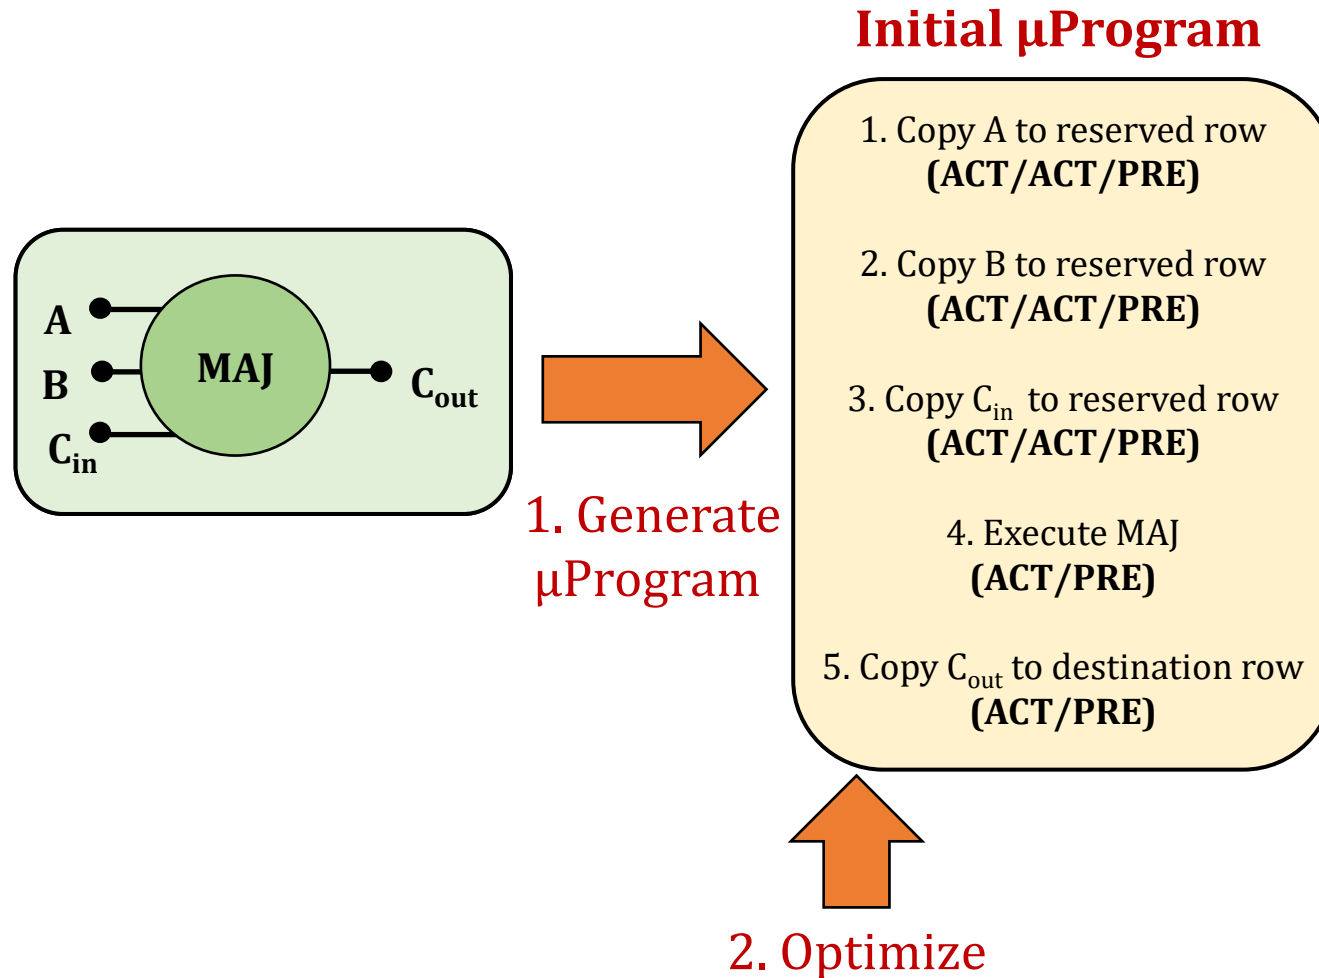 Initial μProgram
1. Copy A to reserved row
(ACT/ACT/PRE)
2. Copy B to reserved row
(ACT/ACT/PRE)
3. Copy Cin to reserved row
(ACT/ACT/PRE)
4. Execute MAJ
(ACT/PRE)
5. Copy Cout to destination row
(ACT/PRE)
A
B
Cin
MAJ
Cout
1. Generate
μProgram
2. Optimize